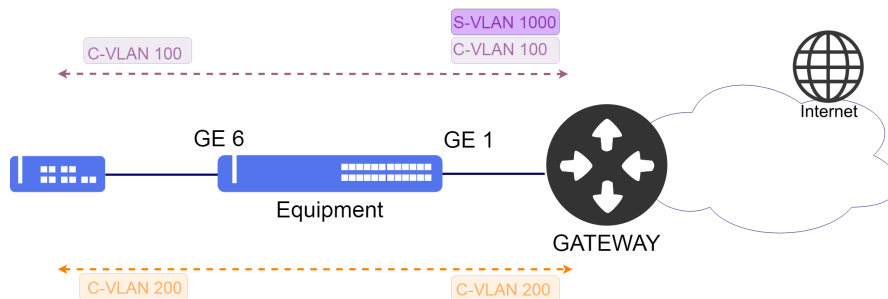 S-VLAN 1000
C-VLAN 100
C-VLAN 100
Internet
GE 6
GE 1
Equipment
GATEWAY
C-VLAN 200
C-VLAN 200